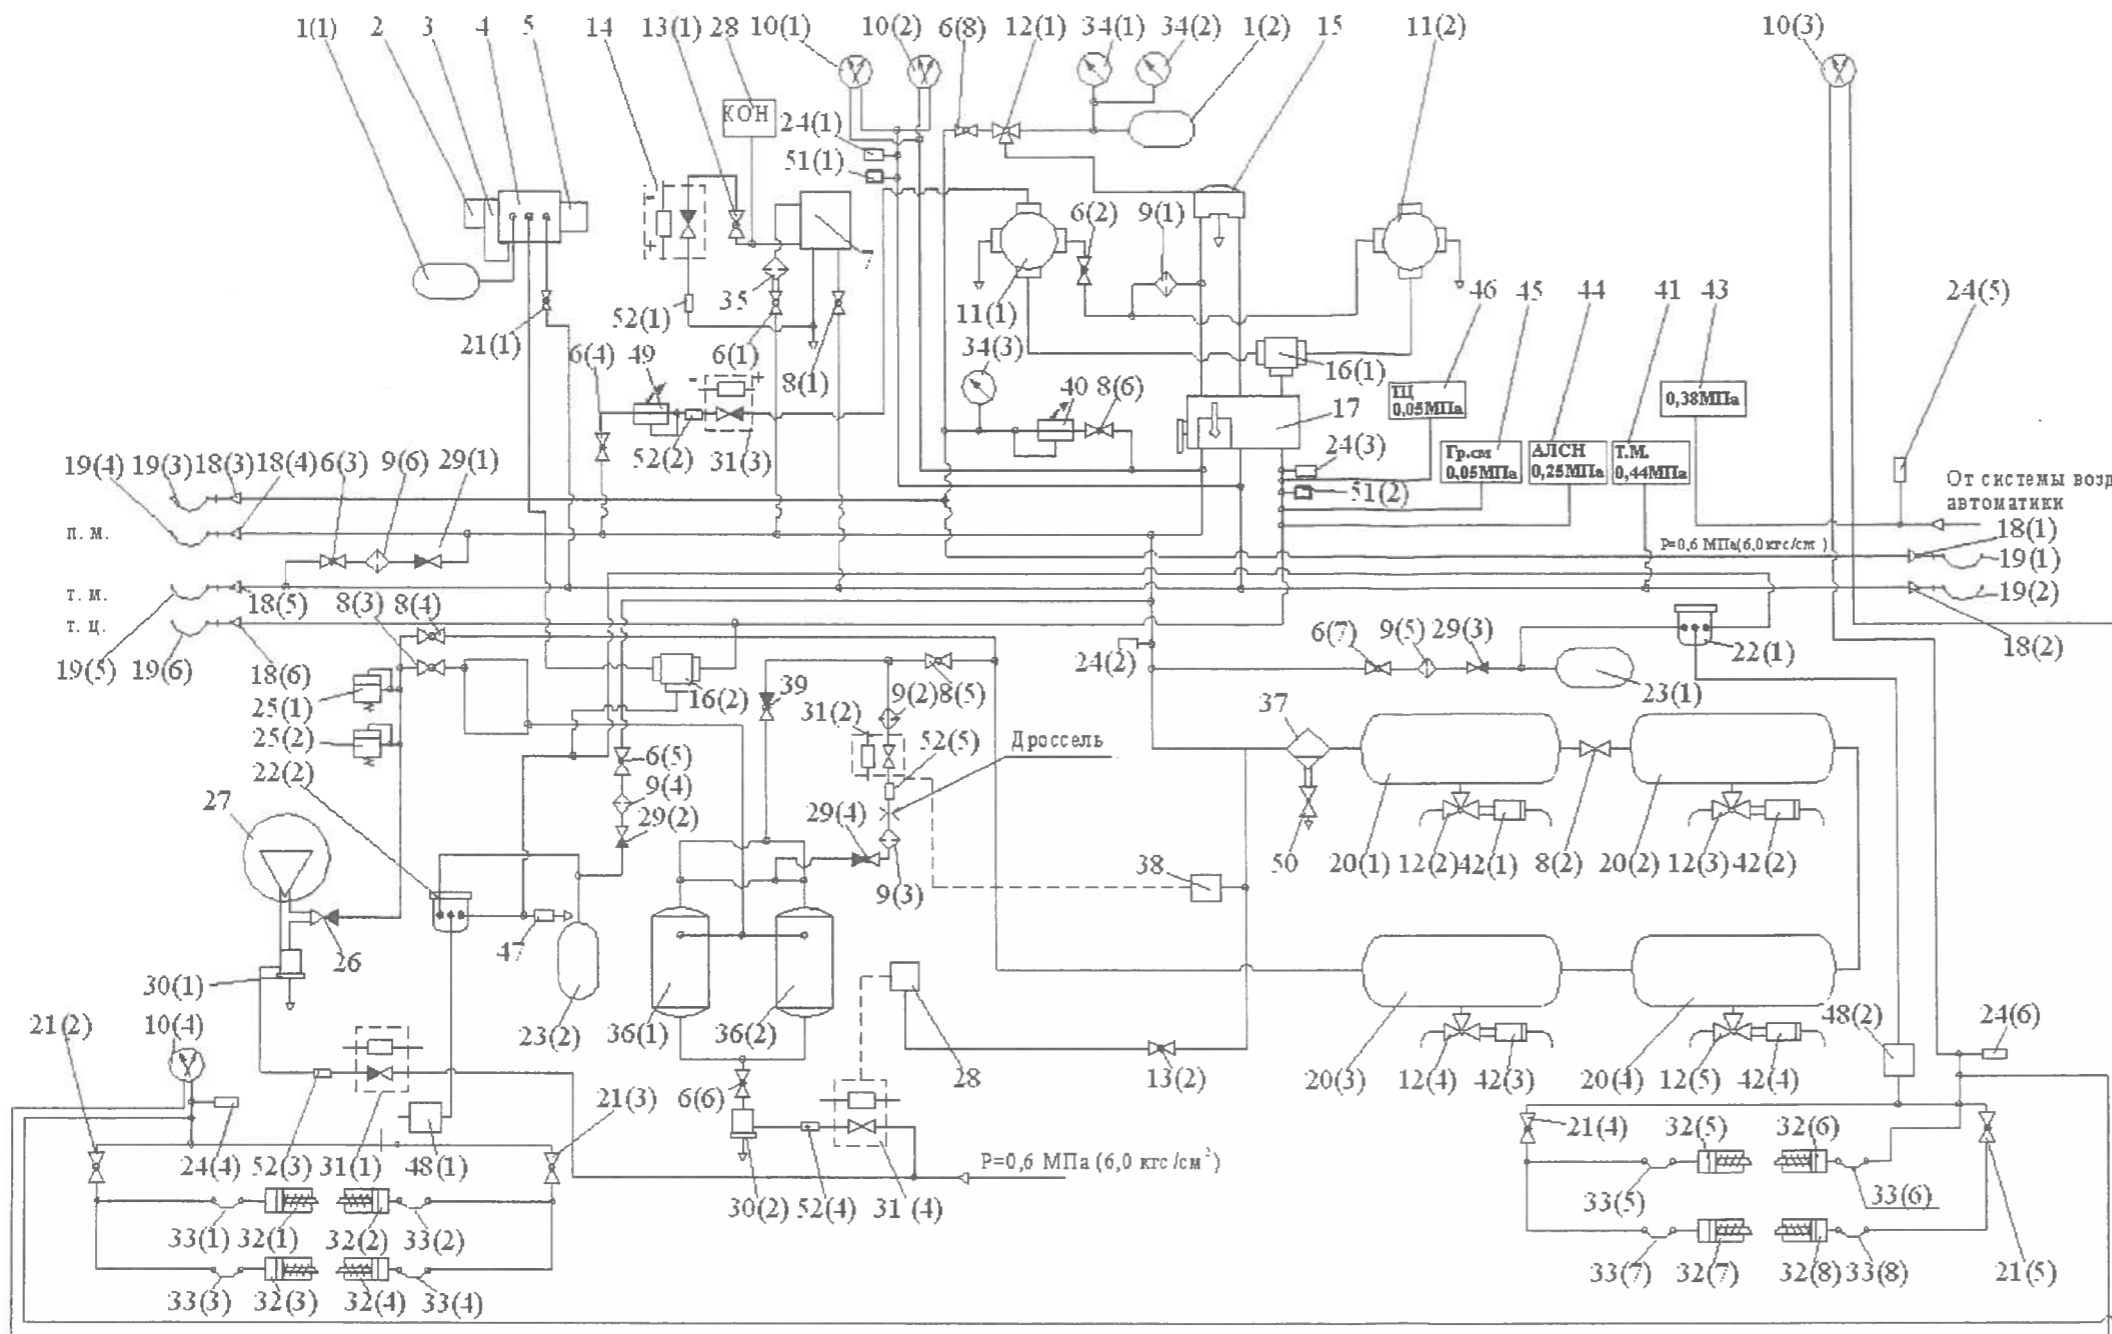 1(1) 2 3 4 5 14 13(1) 28 10(1) 10(2) 6(8) 12(1) 34(1) 34(2) 1(2) 15 11(2) 10(3)
КОН
24(1)
51(1)
6(2) 9(1)
7
35
52(1)
11(1)
46 45 44 41 43 24(5)
21(1)
6(4) 49 6(1) 8(1) 34(3)
16(1)
40 8(6)
17
ТЦ
0,05МПа
0,38МПа
19(4) 19(3) 18(3) 18(4) 6(3) 9(6) 29(1)
52(2) 31(3)
24(3)
Гр.см
0,05МПа
АЛСН
0,25МПа
Т.М.
0,44МПа
51(2)
От системы возд
автоматики
п.м.
P=0,6 МПа(6,0кгс/см )
18(1)
19(1)
т.м.
18(5) 8(3) 8(4)
19(2)
т.ц.
19(5) 19(6) 18(6)
24(2)
6(7) 9(5) 29(3)
22(1) 18(2)
25(1)
16(2) 39 9(2) 8(5)
23(1)
25(2)
31(2)
52(5)
Дроссель
37
22(2)
6(5)
27
9(4)
29(2)
29(4)
50
20(1) 12(2) 42(1) 8(2) 20(2) 12(3) 42(2)
38
9(3)
47
26
30(1)
23(2) 36(1) 36(2)
21(2) 10(4)
48(2) 24(6)
28
13(2)
20(3) 12(4) 42(3) 20(4) 12(5) 42(4)
6(6)
21(3)
21(4) 32(5) 32(6)
24(4) 52(3) 31(1) 48(1)
P=0,6 МПа (6,0 кгс/см²)
33(5) 33(6)
30(2) 52(4) 31(4)
33(1) 32(1) 32(2) 33(2)
33(7) 32(7) 32(8) 33(8) 21(5)
33(3) 32(3) 32(4) 33(4)